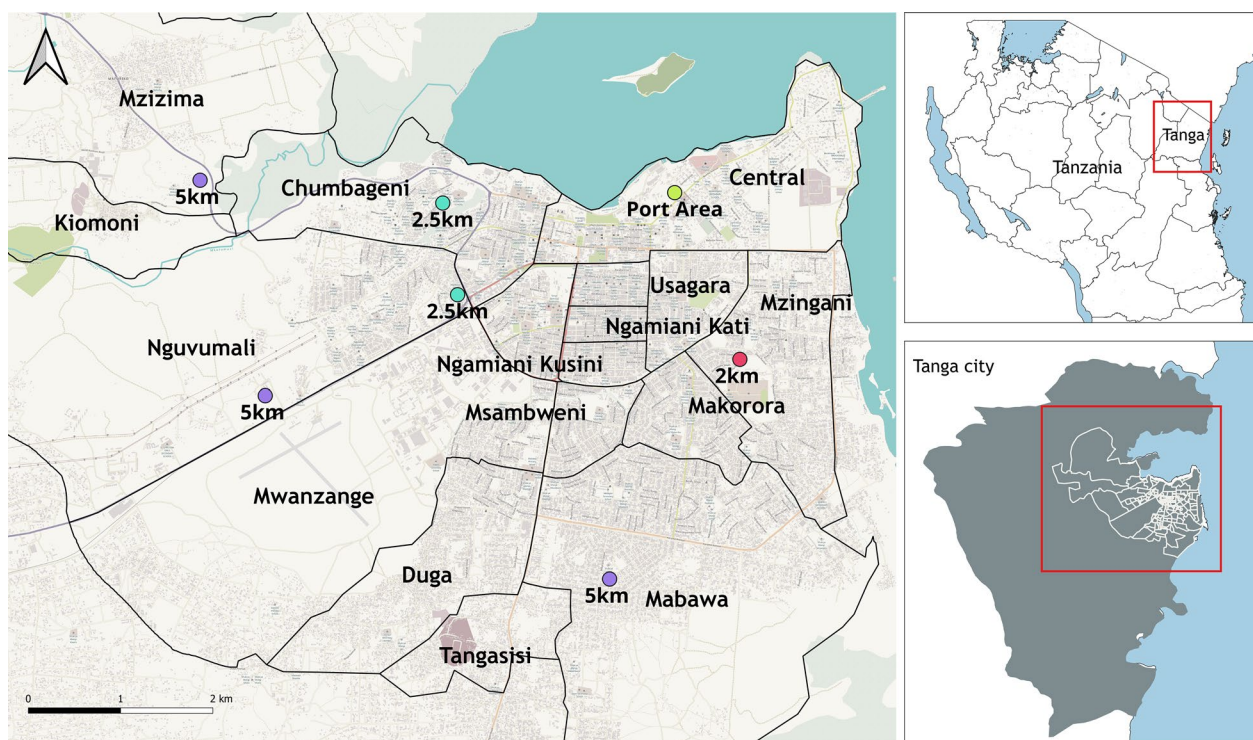 Mzizima
5km
Kiomoni
Chumbageni
2.5km
Central
Port Area
2.5km
Usagara
Mzingani
Ngamiani Kati
Nguvumali
Ngamiani Kusini
2km
5km
Msambweni
Makorora
Mwanzange
Duga
5km
Mabawa
Tangasisi
0 1 2 km
Tanga
Tanzania
Tanga city